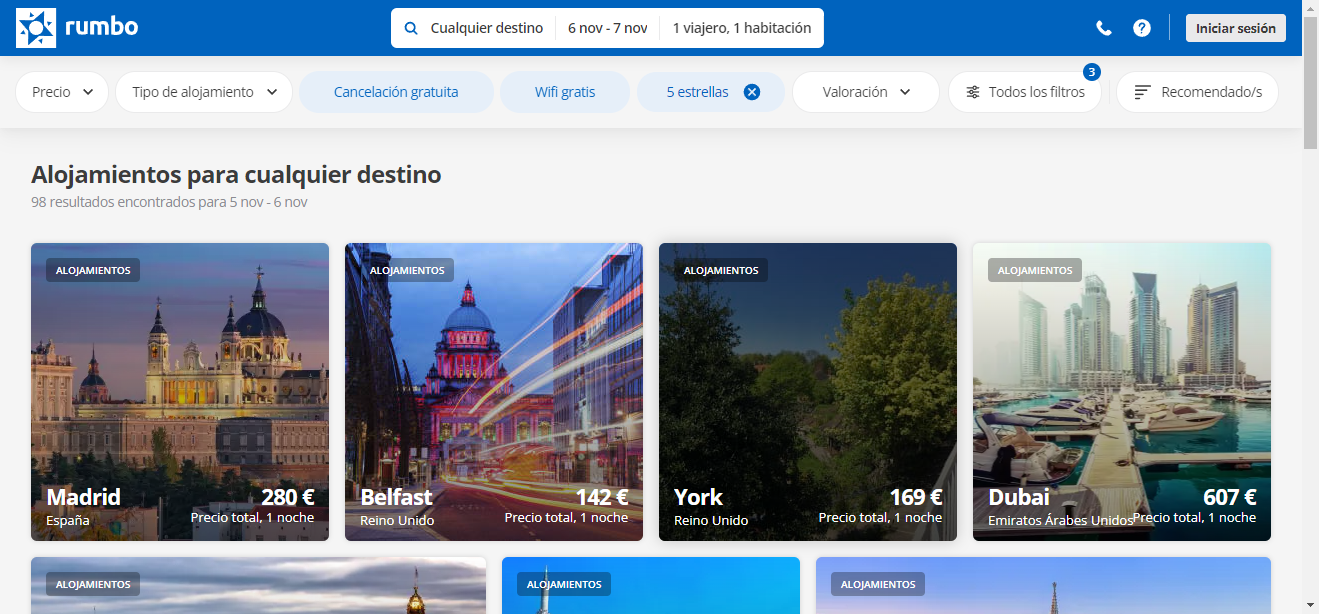 rumbo
Cualquier destino
6 nov - 7 nov
1 viajero, 1 habitación
Iniciar sesión
Precio
Tipo de alojamiento
Cancelación gratuita
Wifi gratis
5 estrellas
Valoración
Todos los filtros
3
Recomendado/s
Alojamientos para cualquier destino
98 resultados encontrados para 5 nov - 6 nov
ALOJAMIENTOS
Madrid
280 €
España
Precio total, 1 noche
ALOJAMIENTOS
Belfast
142 €
Reino Unido
Precio total, 1 noche
ALOJAMIENTOS
York
169 €
Reino Unido
Precio total, 1 noche
ALOJAMIENTOS
Dubai
607 €
Emiratos Árabes Unidos
Precio total, 1 noche
ALOJAMIENTOS
ALOJAMIENTOS
ALOJAMIENTOS